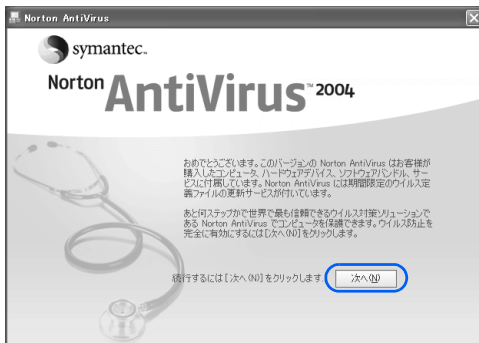 Norton AntiVirus
symantec.
Norton AntiVirus™ 2004
おめでとうございます。このバージョンの Norton AntiVirus はお客様が
購入したコンピュータ、ハードウェアデバイス、ソフトウェアバンドル、サー
ビスに付属しています。Norton AntiVirus には期間限定のウイルス定
義ファイルの更新サービスが付いています。
あと何ステップかで世界で最も信頼できるウイルス対策ソリューションで
ある Norton AntiVirus でコンピュータを保護できます。ウイルス防止を
完全に有効にするには[次へ(N)]をクリックします。
続行するには[次へ(N)]をクリックします。
次へ(N)